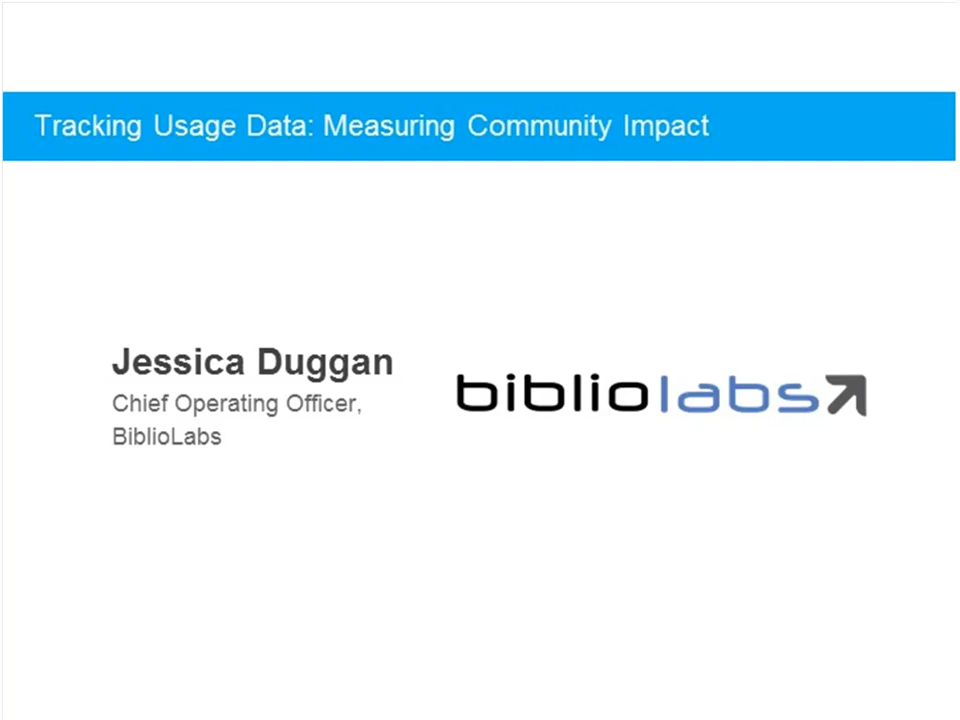 Tracking Usage Data: Measuring Community Impact
Jessica Duggan
Chief Operating Officer,
BiblioLabs
bibliolabs